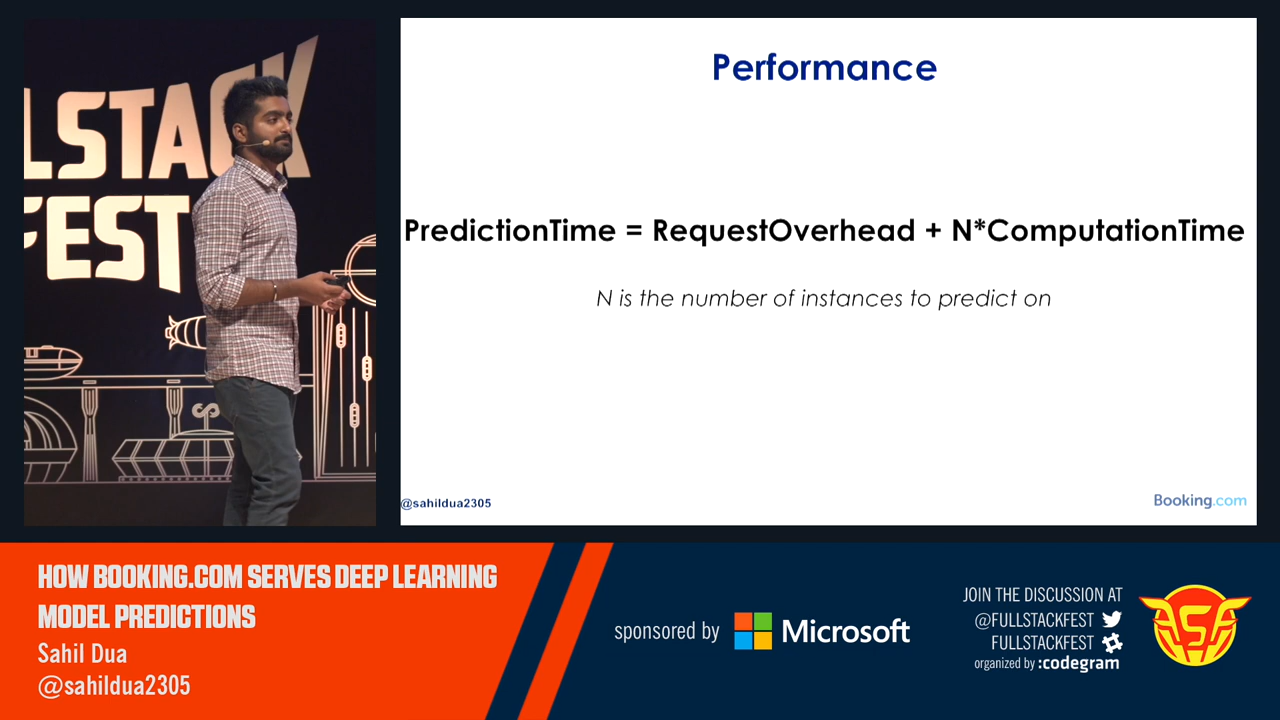 LSTACK
FEST
Performance
PredictionTime = RequestOverhead + N*ComputationTime
N is the number of instances to predict on
@sahildua2305
Booking.com
HOW BOOKING.COM SERVES DEEP LEARNING
MODEL PREDICTIONS
Sahil Dua
@sahildua2305
sponsored by Microsoft
JOIN THE DISCUSSION AT
@FULLSTACKFEST
FULLSTACKFEST
organized by :codegram
FSF